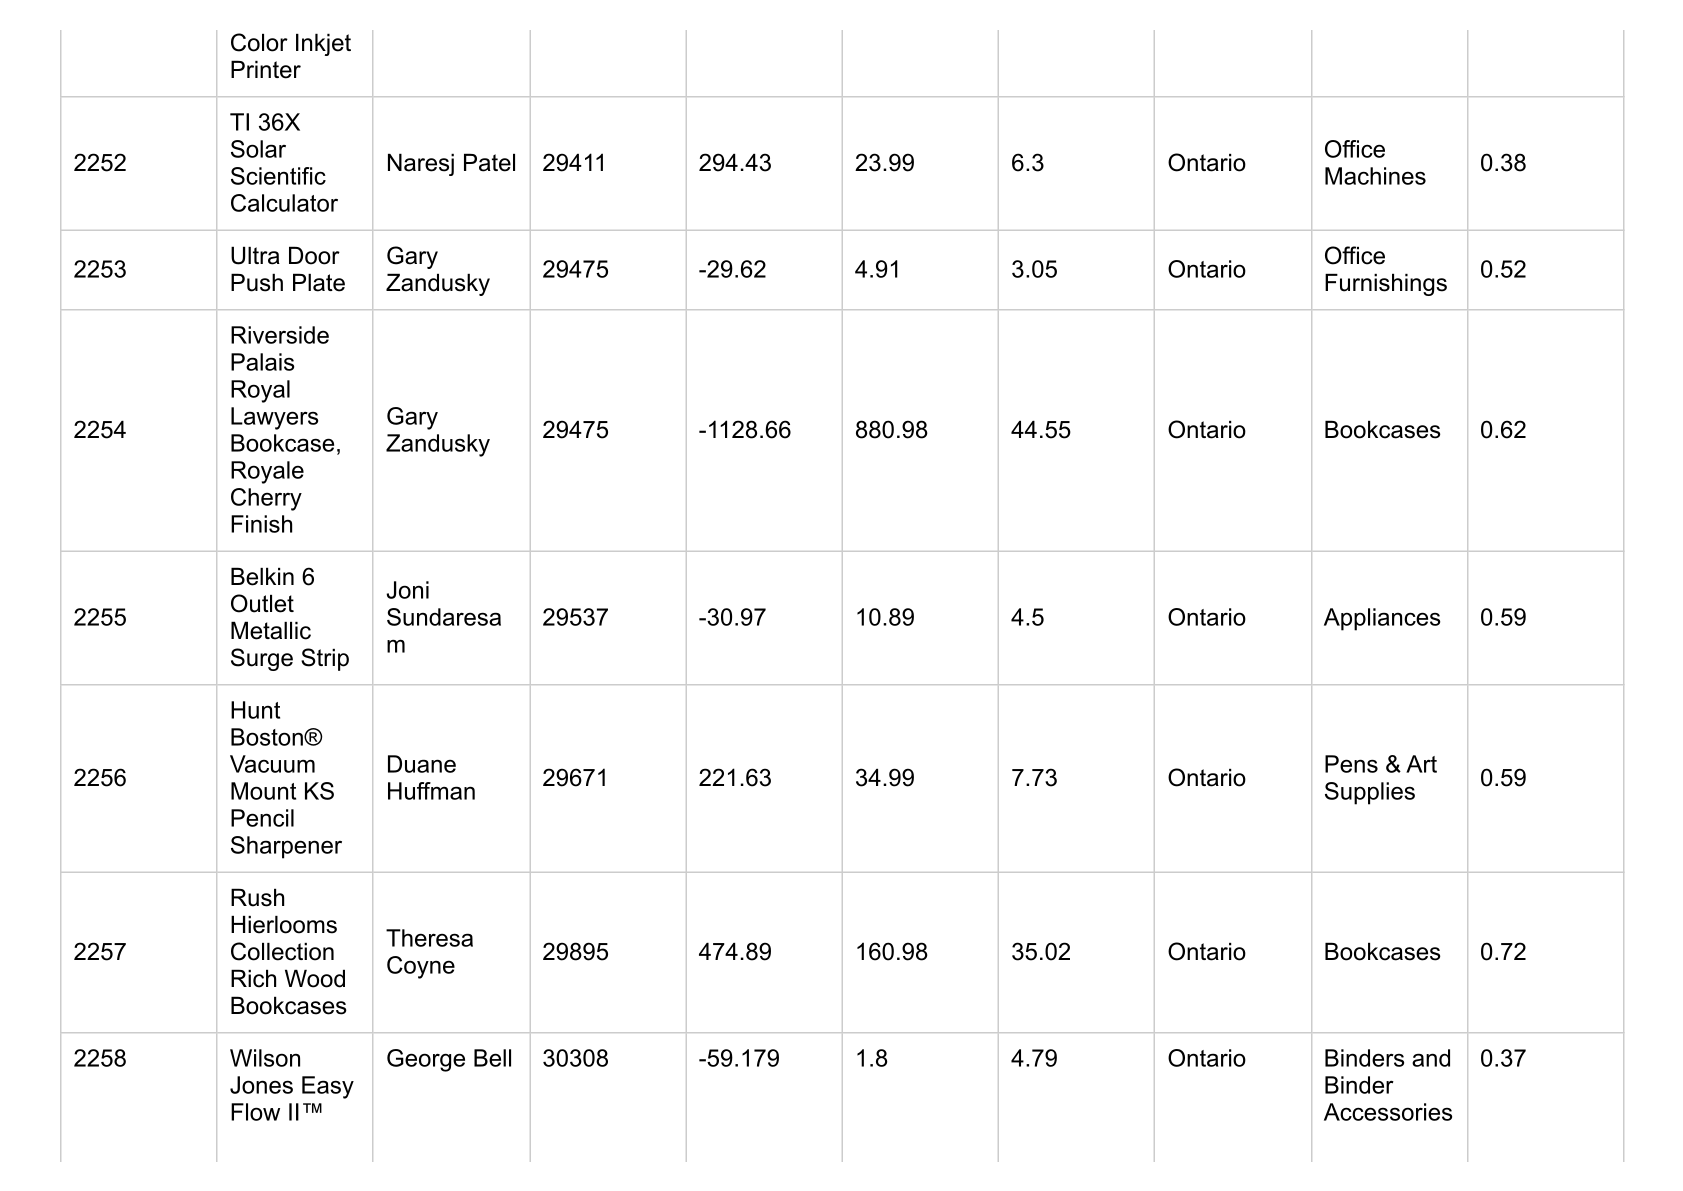 Color Inkjet
Printer
2252
TI 36X
Solar
Scientific
Calculator
Naresj Patel
29411
294.43
23.99
6.3
Ontario
Office
Machines
0.38
2253
Ultra Door
Push Plate
Gary
Zandusky
29475
-29.62
4.91
3.05
Ontario
Office
Furnishings
0.52
2254
Riverside
Palais
Royal
Lawyers
Bookcase,
Royale
Cherry
Finish
Gary
Zandusky
29475
-1128.66
880.98
44.55
Ontario
Bookcases
0.62
2255
Belkin 6
Outlet
Metallic
Surge Strip
Joni
Sundaresa
m
29537
-30.97
10.89
4.5
Ontario
Appliances
0.59
2256
Hunt
Boston®
Vacuum
Mount KS
Pencil
Sharpener
Duane
Huffman
29671
221.63
34.99
7.73
Ontario
Pens & Art
Supplies
0.59
2257
Rush
Hierlooms
Collection
Rich Wood
Bookcases
Theresa
Coyne
29895
474.89
160.98
35.02
Ontario
Bookcases
0.72
2258
Wilson
Jones Easy
Flow II™
George Bell
30308
-59.179
1.8
4.79
Ontario
Binders and
Binder
Accessories
0.37